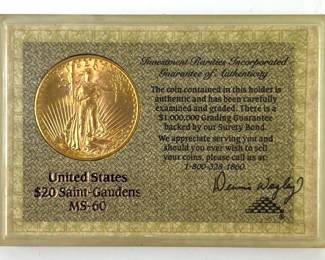 Investment Rarities Incorporated
Guarantee of Authenticity
The coin contained in this holder is
authentic and has been carefully
examined and graded. There is a
$1,000,000 Grading Guarantee
backed by our Surety Bond.
We appreciate serving you and
should you ever wish to sell
your coins, please call us at
1-800-328-1860.
United States
$20 Saint-Gaudens
MS-60